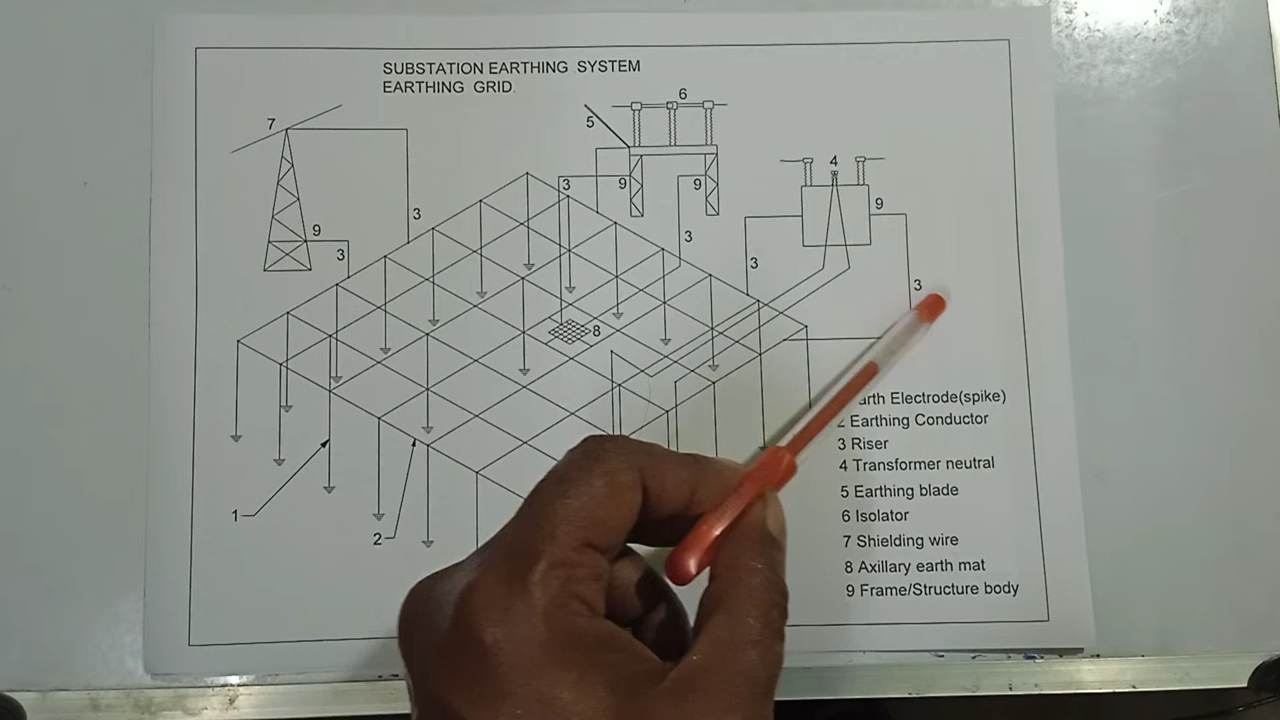 SUBSTATION EARTHING SYSTEM
EARTHING GRID.
6
7
5
4
3
9
9
9
3
9
3
3
3
3
8
1
2
Electrode(spike)
Earthing Conductor
3 Riser
4 Transformer neutral
5 Earthing blade
6 Isolator
7 Shielding wire
8 Axillary earth mat
9 Frame/Structure body